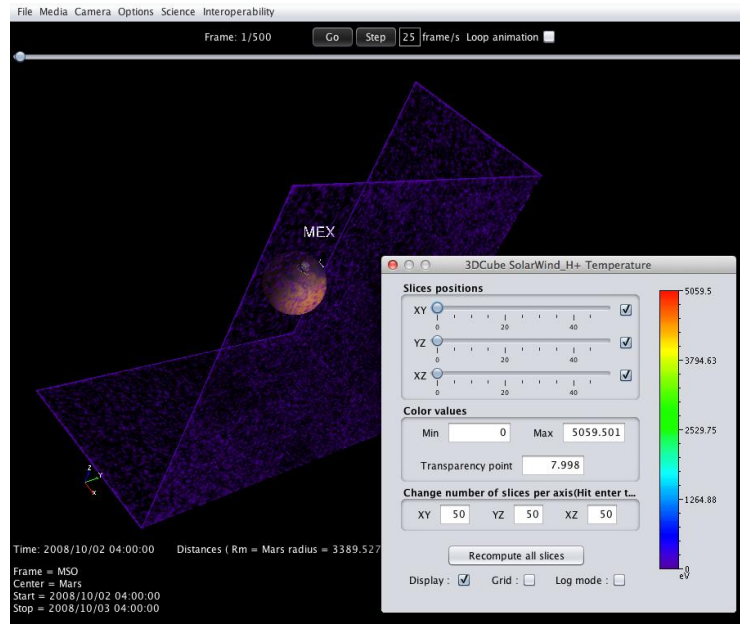 File Media Camera Options Science Interoperability
Frame: 1/500 Go Step 25 frame/s Loop animation
MEX
3DCube SolarWind_H+ Temperature
Slices positions
XY
0 20 40
YZ
0 20 40
XZ
0 20 40
Color values
Min 0 Max 5059.501
Transparency point 7.998
Change number of slices per axis(Hit enter t...
XY 50 YZ 50 XZ 50
Recompute all slices
Display : Grid : Log mode :
5059.5
3794.63
2529.75
1264.88
0
eV
Z
Y
X
Time: 2008/10/02 04:00:00 Distances ( Rm = Mars radius = 3389.527
Frame = MSO
Center = Mars
Start = 2008/10/02 04:00:00
Stop = 2008/10/03 04:00:00